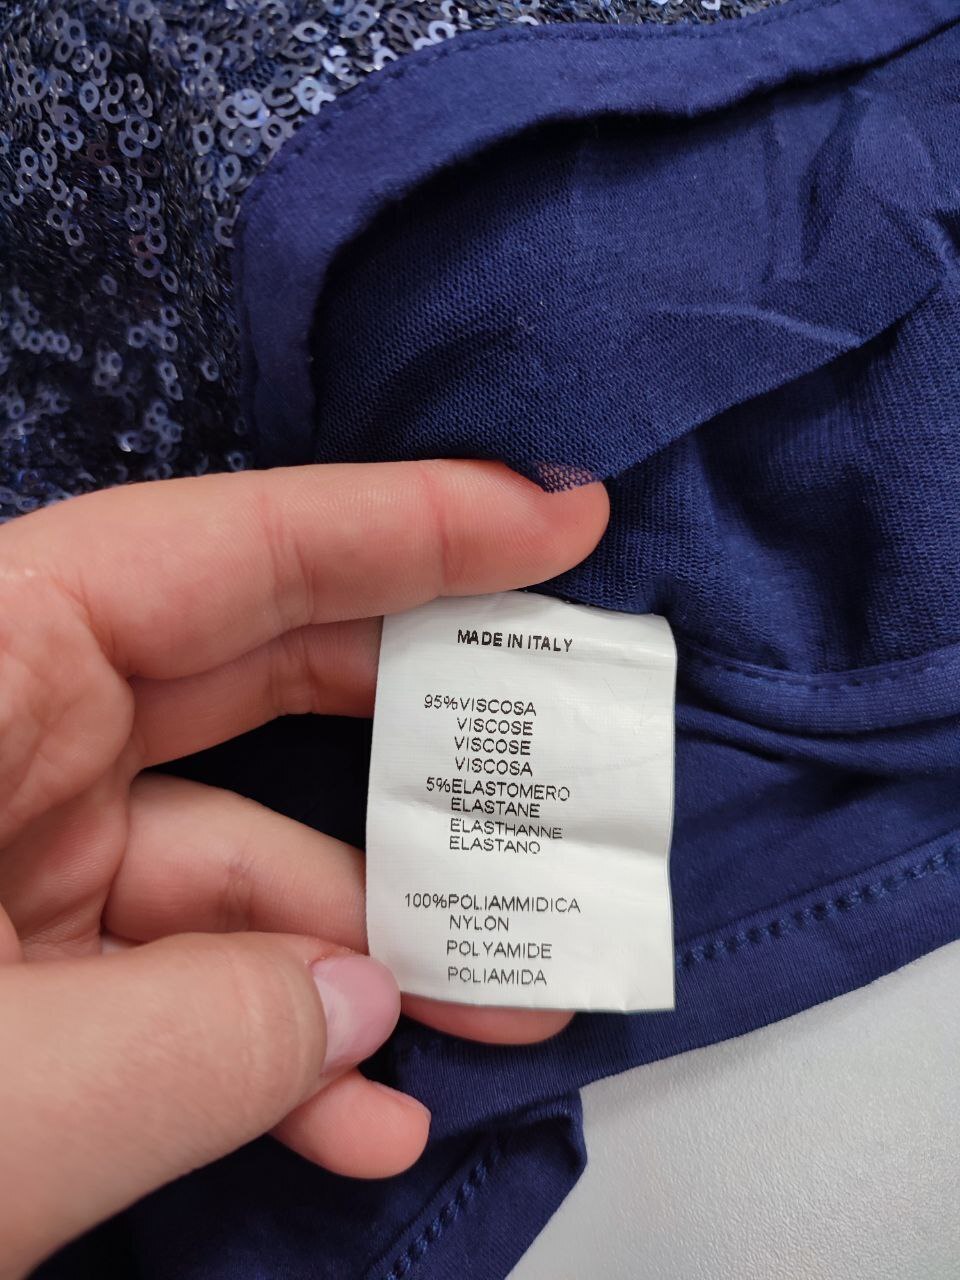 MADE IN ITALY
95%VISCOSA
VISCOSE
VISCOSE
VISCOSA
5%ELASTOMERO
ELASTANE
ELASTHANNE
ELASTANO
100%POLIAMMIDICA
NYLON
POLYAMIDE
POLIAMIDA